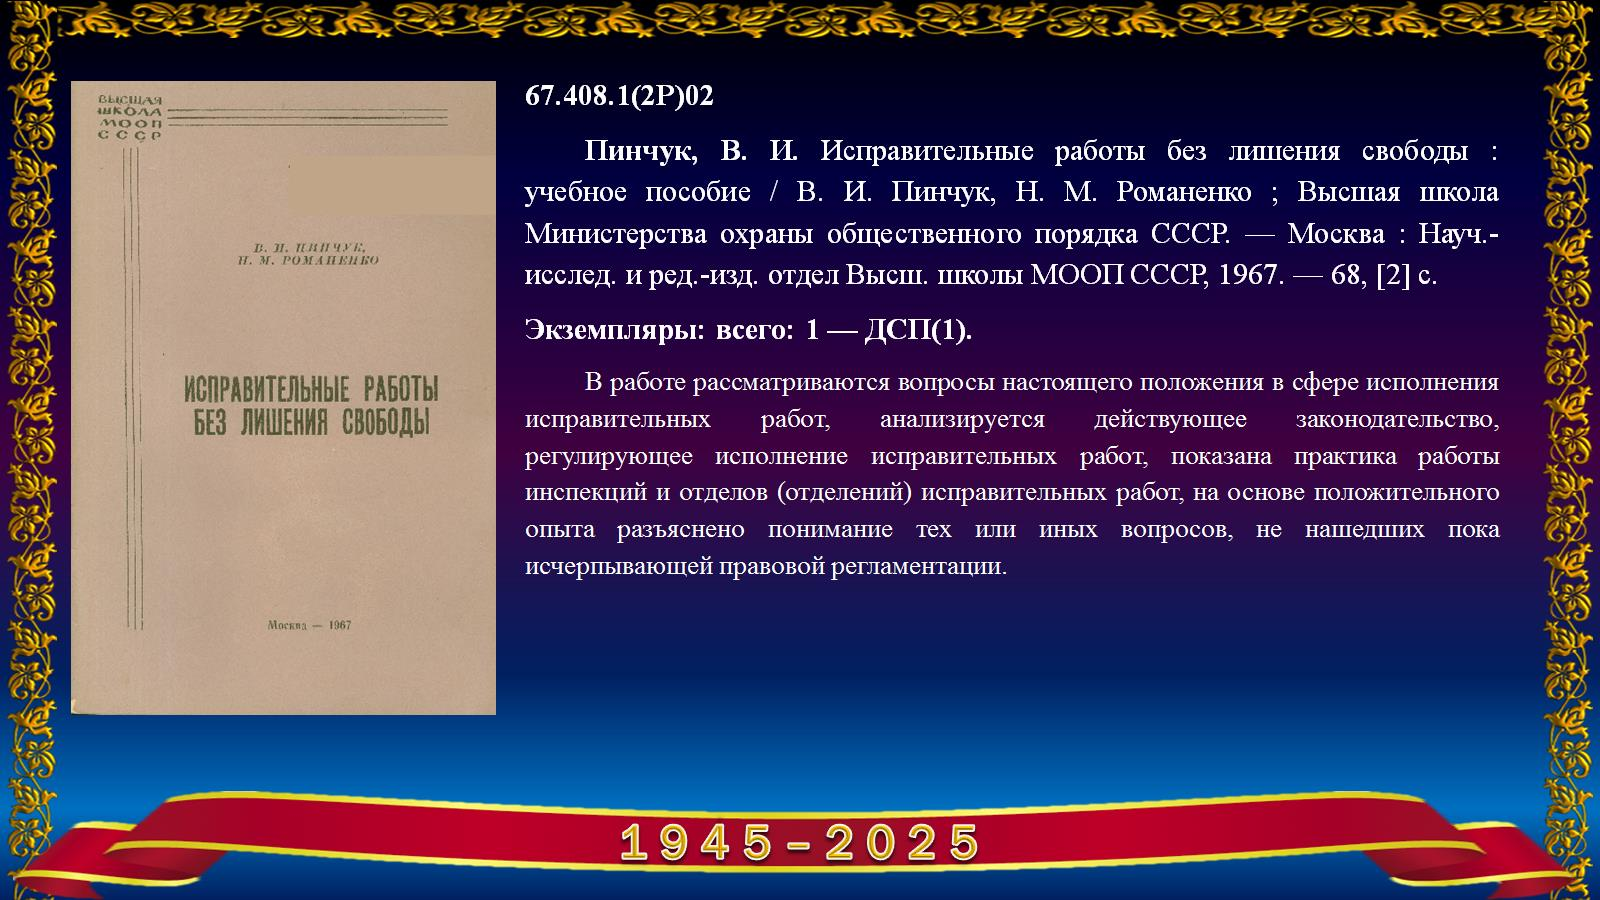 ВЫСШАЯ
ШКОЛА
МООП
СССР
В. И. ПИНЧУК,
Н. М. РОМАНЕНКО
ИСПРАВИТЕЛЬНЫЕ РАБОТЫ
БЕЗ ЛИШЕНИЯ СВОБОДЫ
Москва — 1967
67.408.1(2Р)02
Пинчук, В. И. Исправительные работы без лишения свободы :
учебное пособие / В. И. Пинчук, Н. М. Романенко ; Высшая школа
Министерства охраны общественного порядка СССР. — Москва : Науч.-
исслед. и ред.-изд. отдел Высш. школы МООП СССР, 1967. — 68, [2] с.
Экземпляры: всего: 1 — ДСП(1).
В работе рассматриваются вопросы настоящего положения в сфере исполнения
исправительных работ, анализируется действующее законодательство,
регулирующее исполнение исправительных работ, показана практика работы
инспекций и отделов (отделений) исправительных работ, на основе положительного
опыта разъяснено понимание тех или иных вопросов, не нашедших пока
исчерпывающей правовой регламентации.
1945–2025